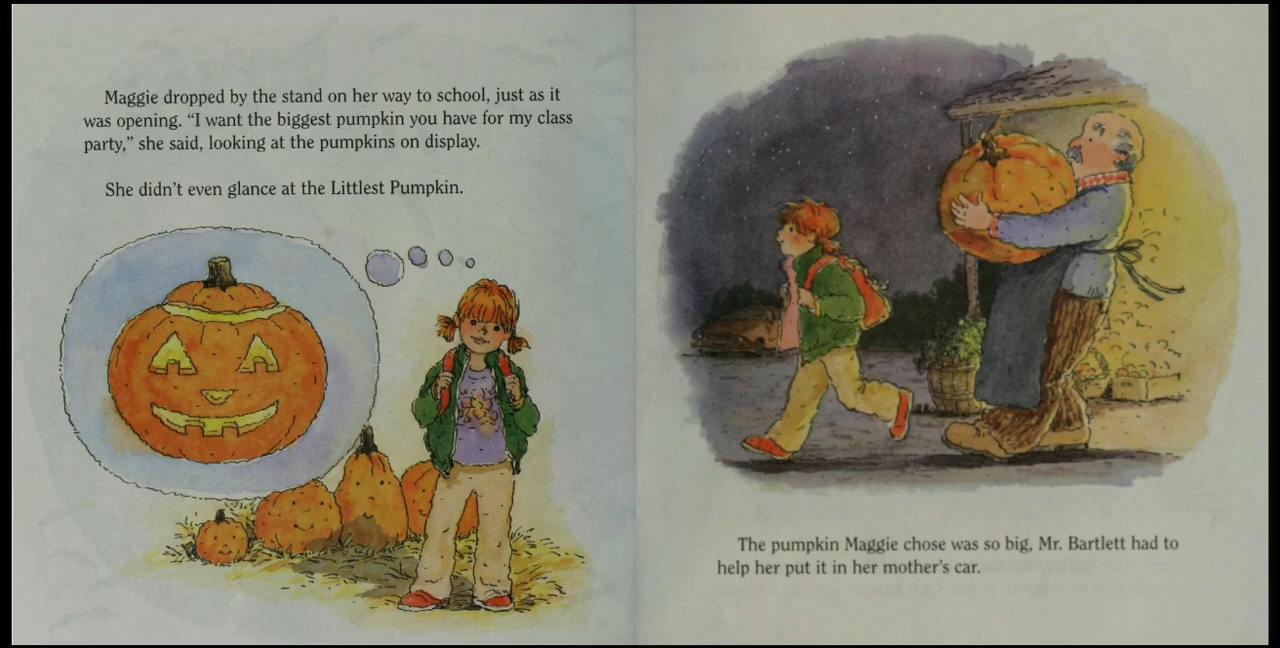 Maggie dropped by the stand on her way to school, just as it
was opening. “I want the biggest pumpkin you have for my class
party,” she said, looking at the pumpkins on display.
She didn’t even glance at the Littlest Pumpkin.
The pumpkin Maggie chose was so big, Mr. Bartlett had to
help her put it in her mother’s car.